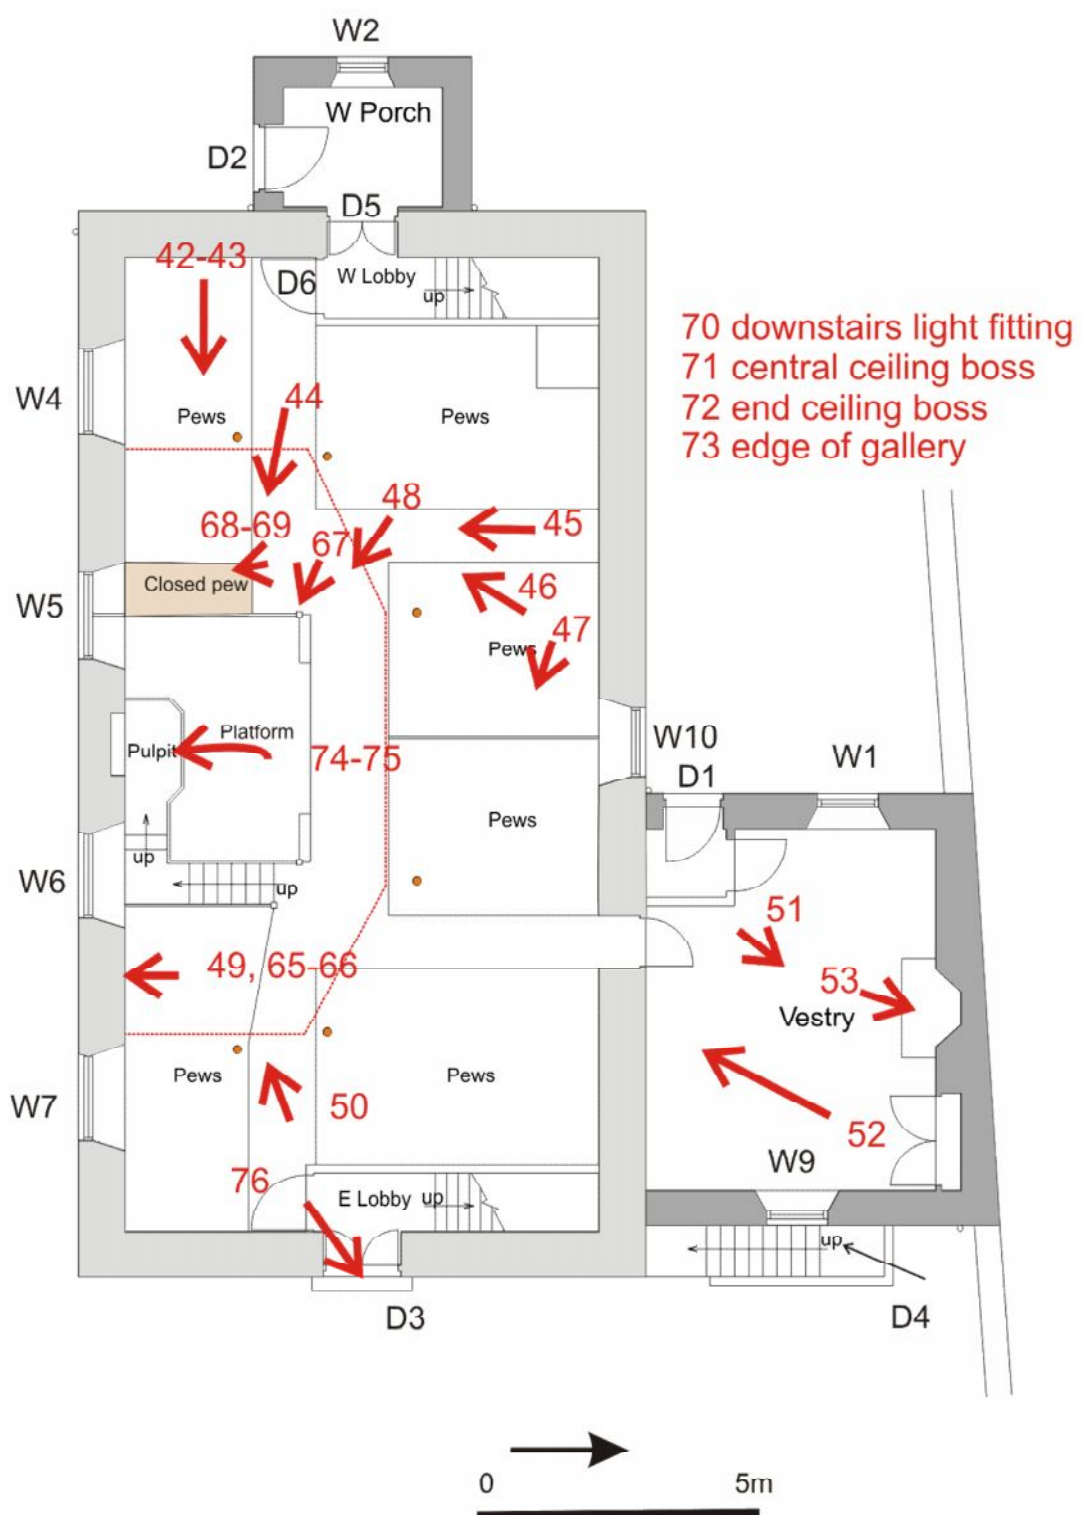 W2
W Porch
D2
D5
42-43
D6
W Lobby
up
70 downstairs light fitting
71 central ceiling boss
72 end ceiling boss
73 edge of gallery
W4
44
Pews
Pews
48
68-69
67
45
Closed pew
46
W5
47
Pews
Platform
Pulpit
74-75
W10
D1
W1
Pews
up
W6
up
51
49, 65-66
53
Vestry
Pews
Pews
W7
50
52
W9
76
E Lobby
up
up
D3
D4
0
5m